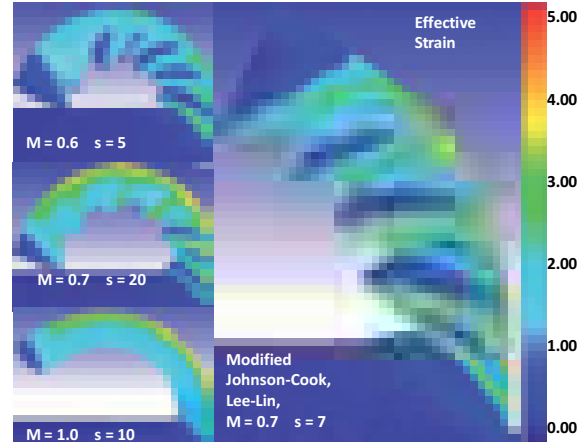 Effective
Strain
M = 0.6 s = 5
M = 0.7 s = 20
M = 1.0 s = 10
Modified
Johnson-Cook,
Lee-Lin,
M = 0.7 s = 7
5.00
4.00
3.00
2.00
1.00
0.00